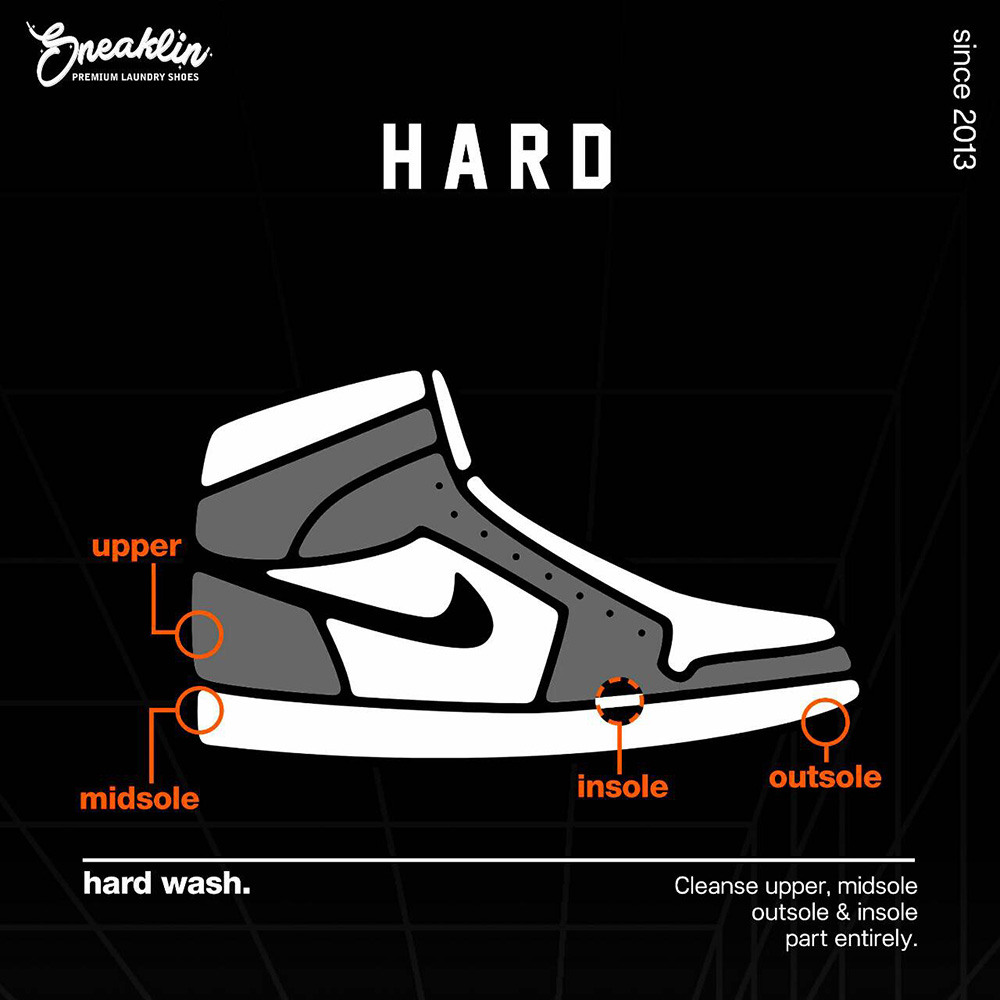 Sneaklin
PREMIUM LAUNDRY SHOES
since 2013
HARD
upper
midsole
insole
outsole
hard wash.
Cleanse upper, midsole
outsole & insole
part entirely.